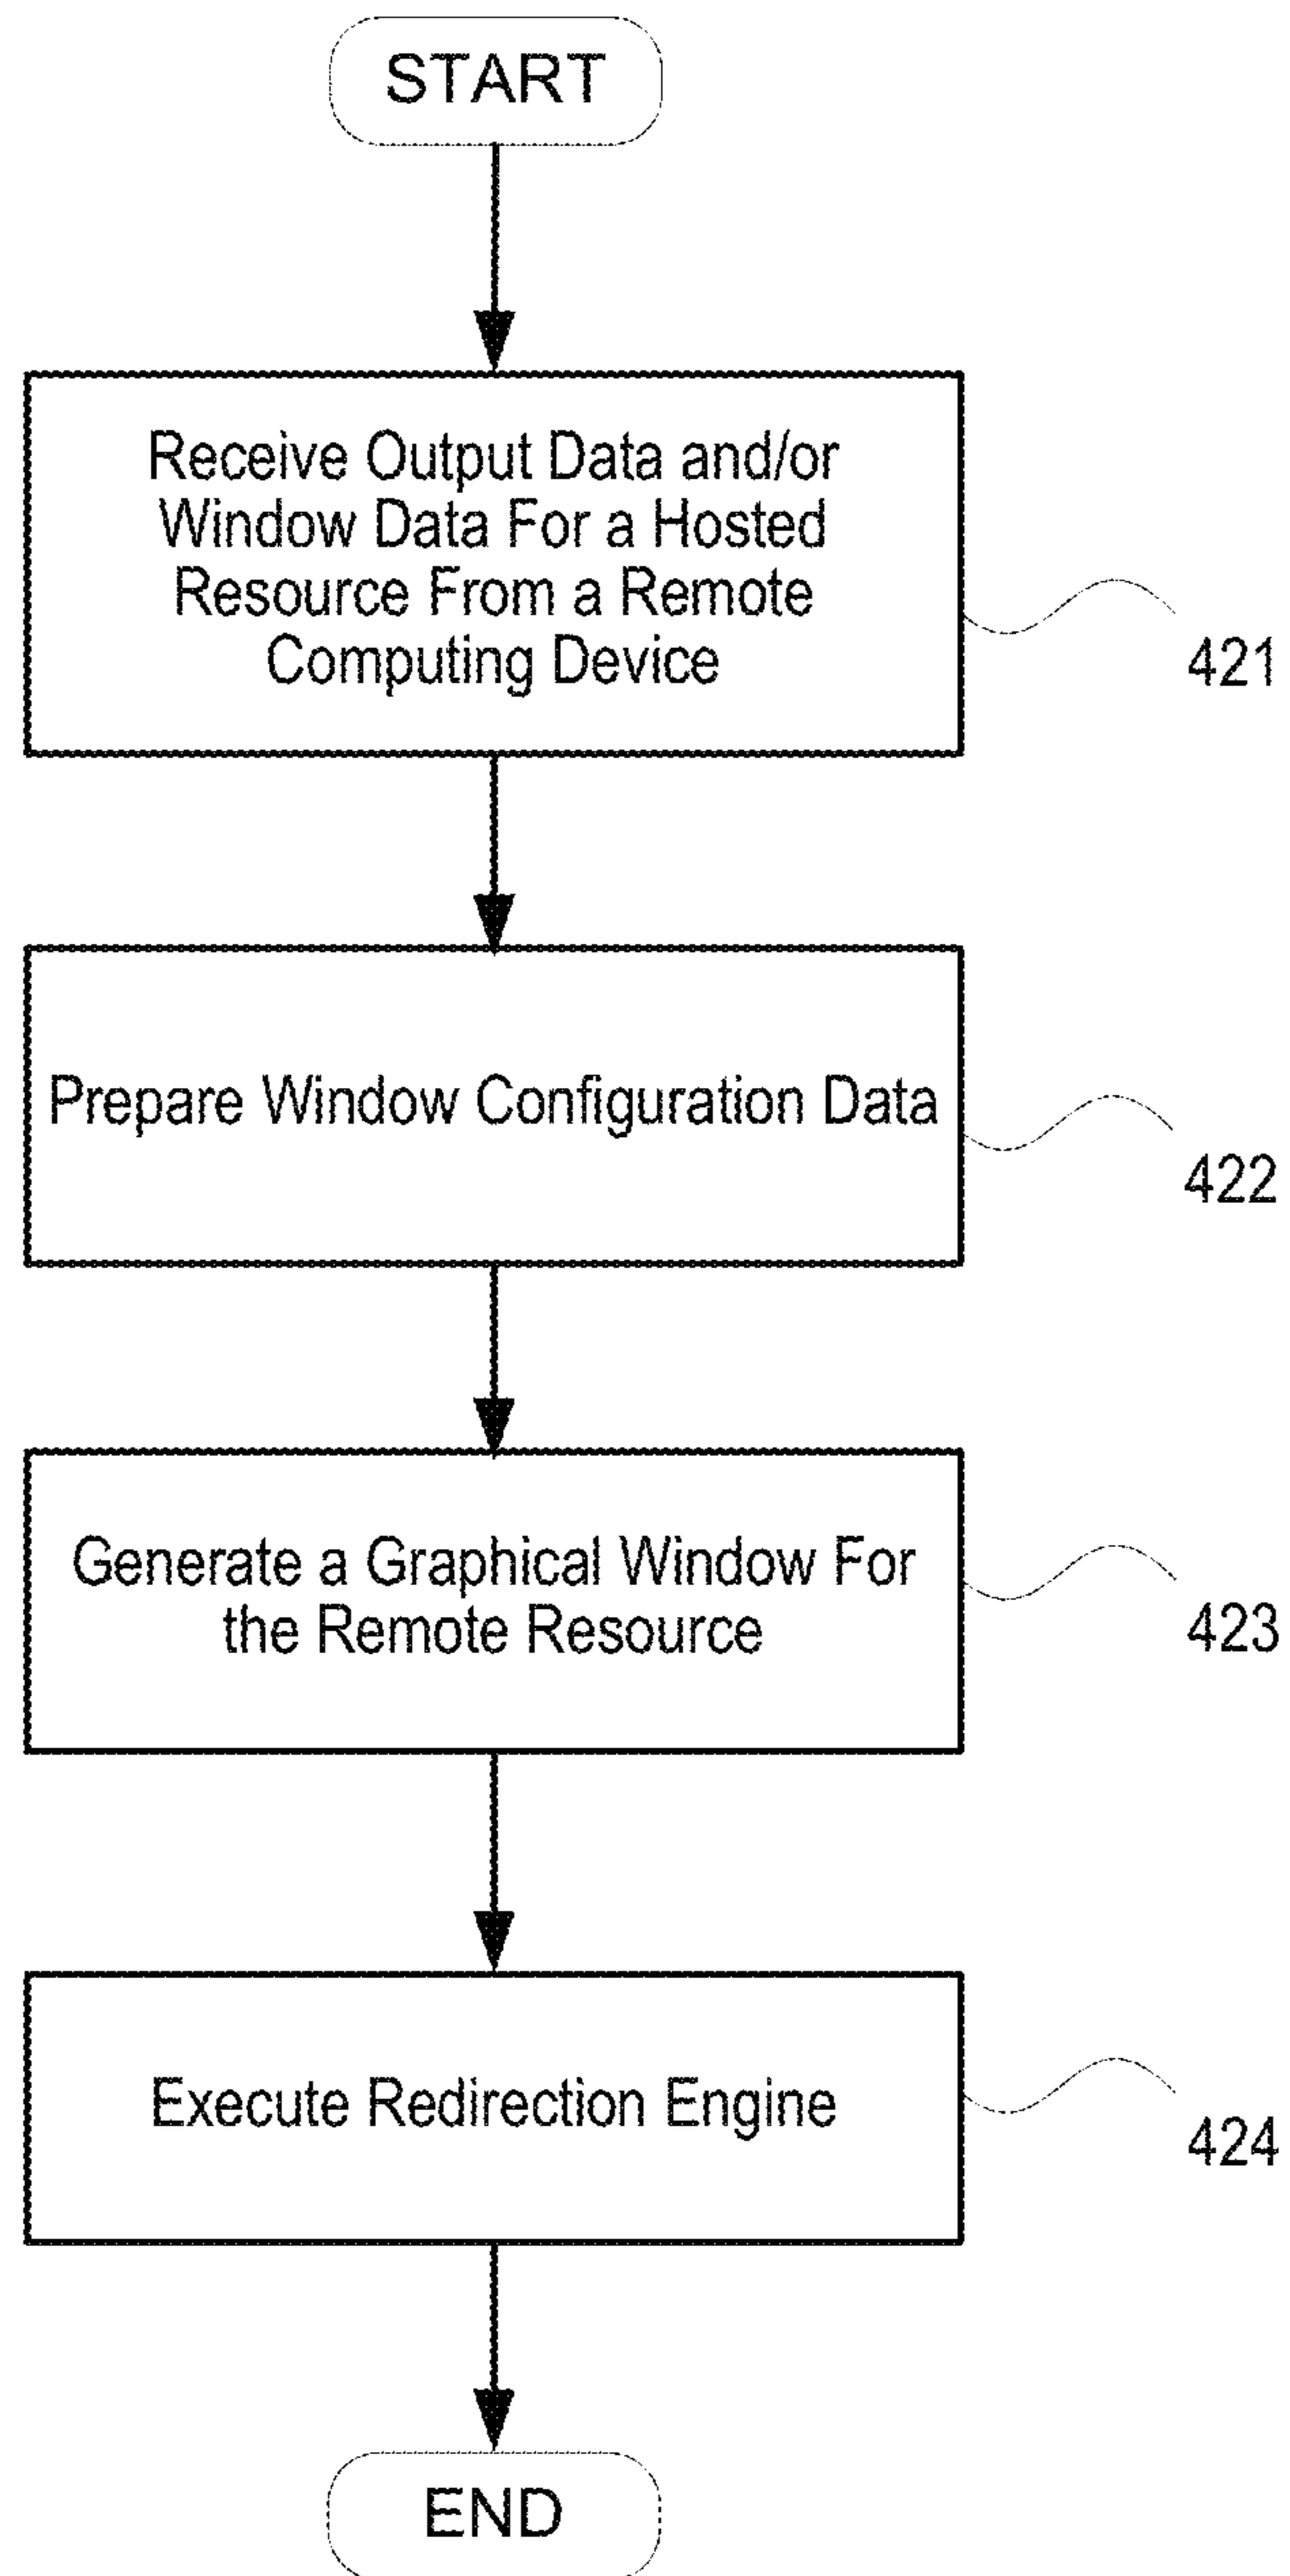 START
Receive Output Data and/or
Window Data For a Hosted
Resource From a Remote
Computing Device
421
Prepare Window Configuration Data
422
Generate a Graphical Window For
the Remote Resource
423
Execute Redirection Engine
424
END